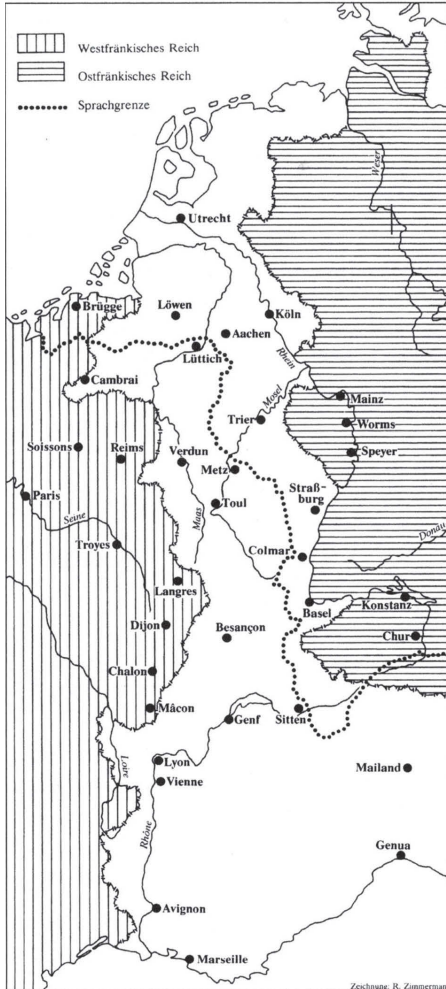 Westfränkisches Reich
Ostfränkisches Reich
Sprachgrenze
Weser
Utrecht
Brügge
Löwen
Köln
Aachen
Rhein
Lüttich
Cambrai
Mosel
Mainz
Trier
Worms
Soissons
Reims
Verdun
Speyer
Metz
Straß-
burg
Paris
Toul
Seine
Maas
Donau
Troyes
Colmar
Langres
Basel
Konstanz
Dijon
Besançon
Chur
Chalon
Mâcon
Genf
Sitten
Loire
Lyon
Mailand
Vienne
Rhône
Genua
Avignon
Marseille
Zeichnung: R. Zimmerman